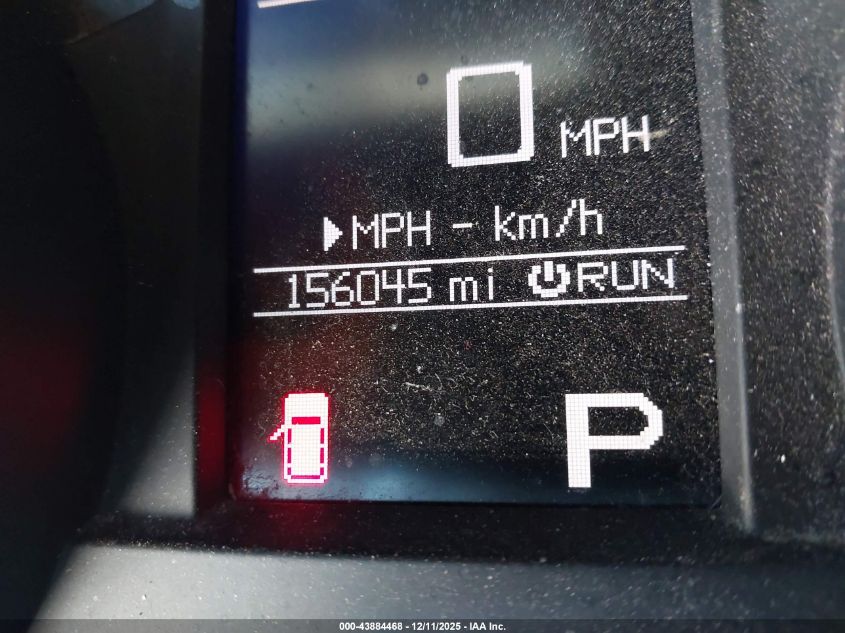 0 MPH
MPH - km/h
156045 mi RUN
P
000-43884468 - 12/11/2025 - IAA Inc.